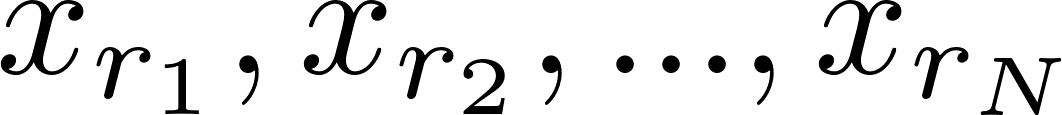 x_{r_1}, x_{r_2}, ..., x_{r_N}